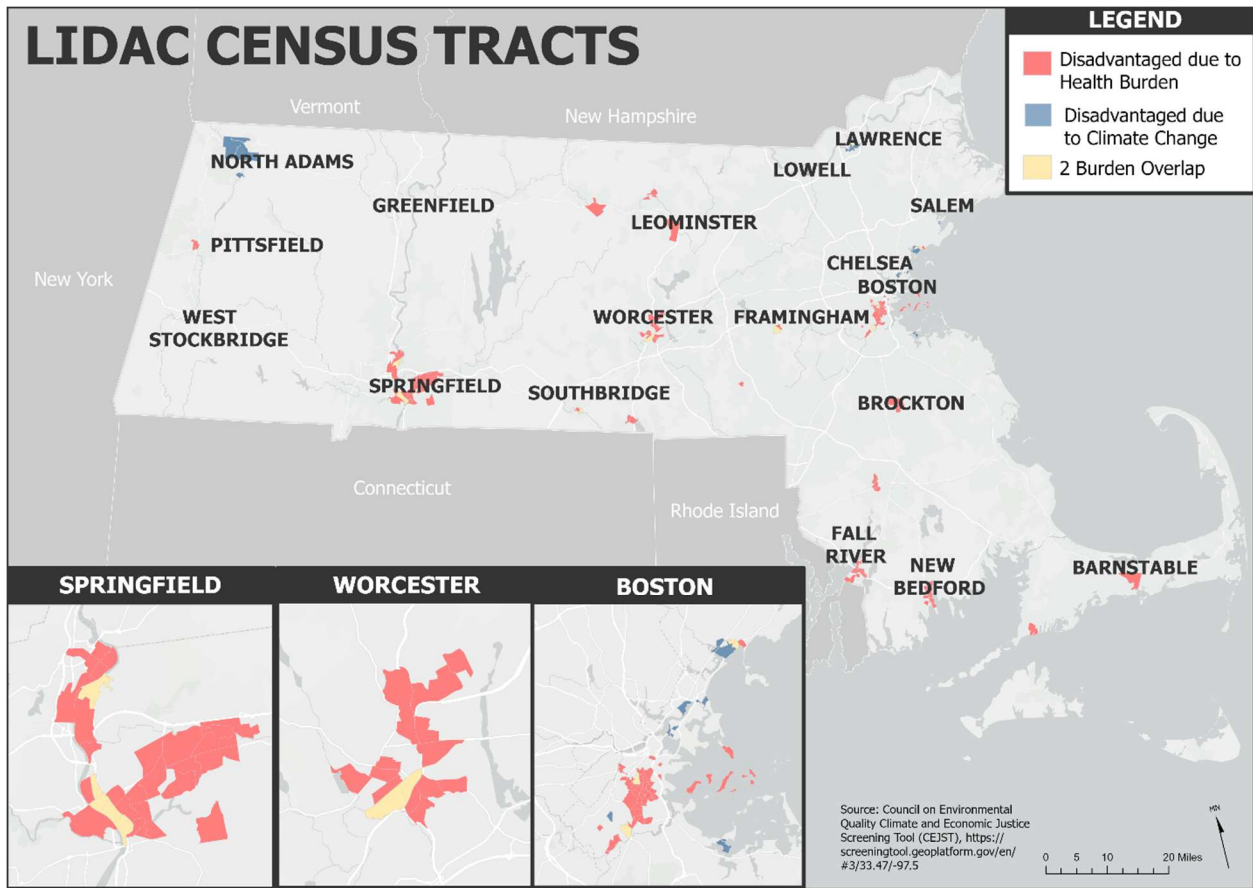 LIDAC CENSUS TRACTS
LEGEND
Disadvantaged due to
Health Burden
Disadvantaged due
to Climate Change
2 Burden Overlap
Vermont
New Hampshire
LAWRENCE
NORTH ADAMS
LOWELL
GREENFIELD
SALEM
LEOMINSTER
PITTSFIELD
CHELSEA
New York
BOSTON
WEST
STOCKBRIDGE
WORCESTER
FRAMINGHAM
SPRINGFIELD
SOUTHBRIDGE
BROCKTON
Connecticut
Rhode Island
FALL
RIVER
NEW
BEDFORD
BARNSTABLE
SPRINGFIELD
WORCESTER
BOSTON
Source: Council on Environmental
Quality Climate and Economic Justice
Screening Tool (CEJST), https://
screeningtool.geoplatform.gov/en/
#3/33.47/-97.5
MN
0 5 10 20 Miles